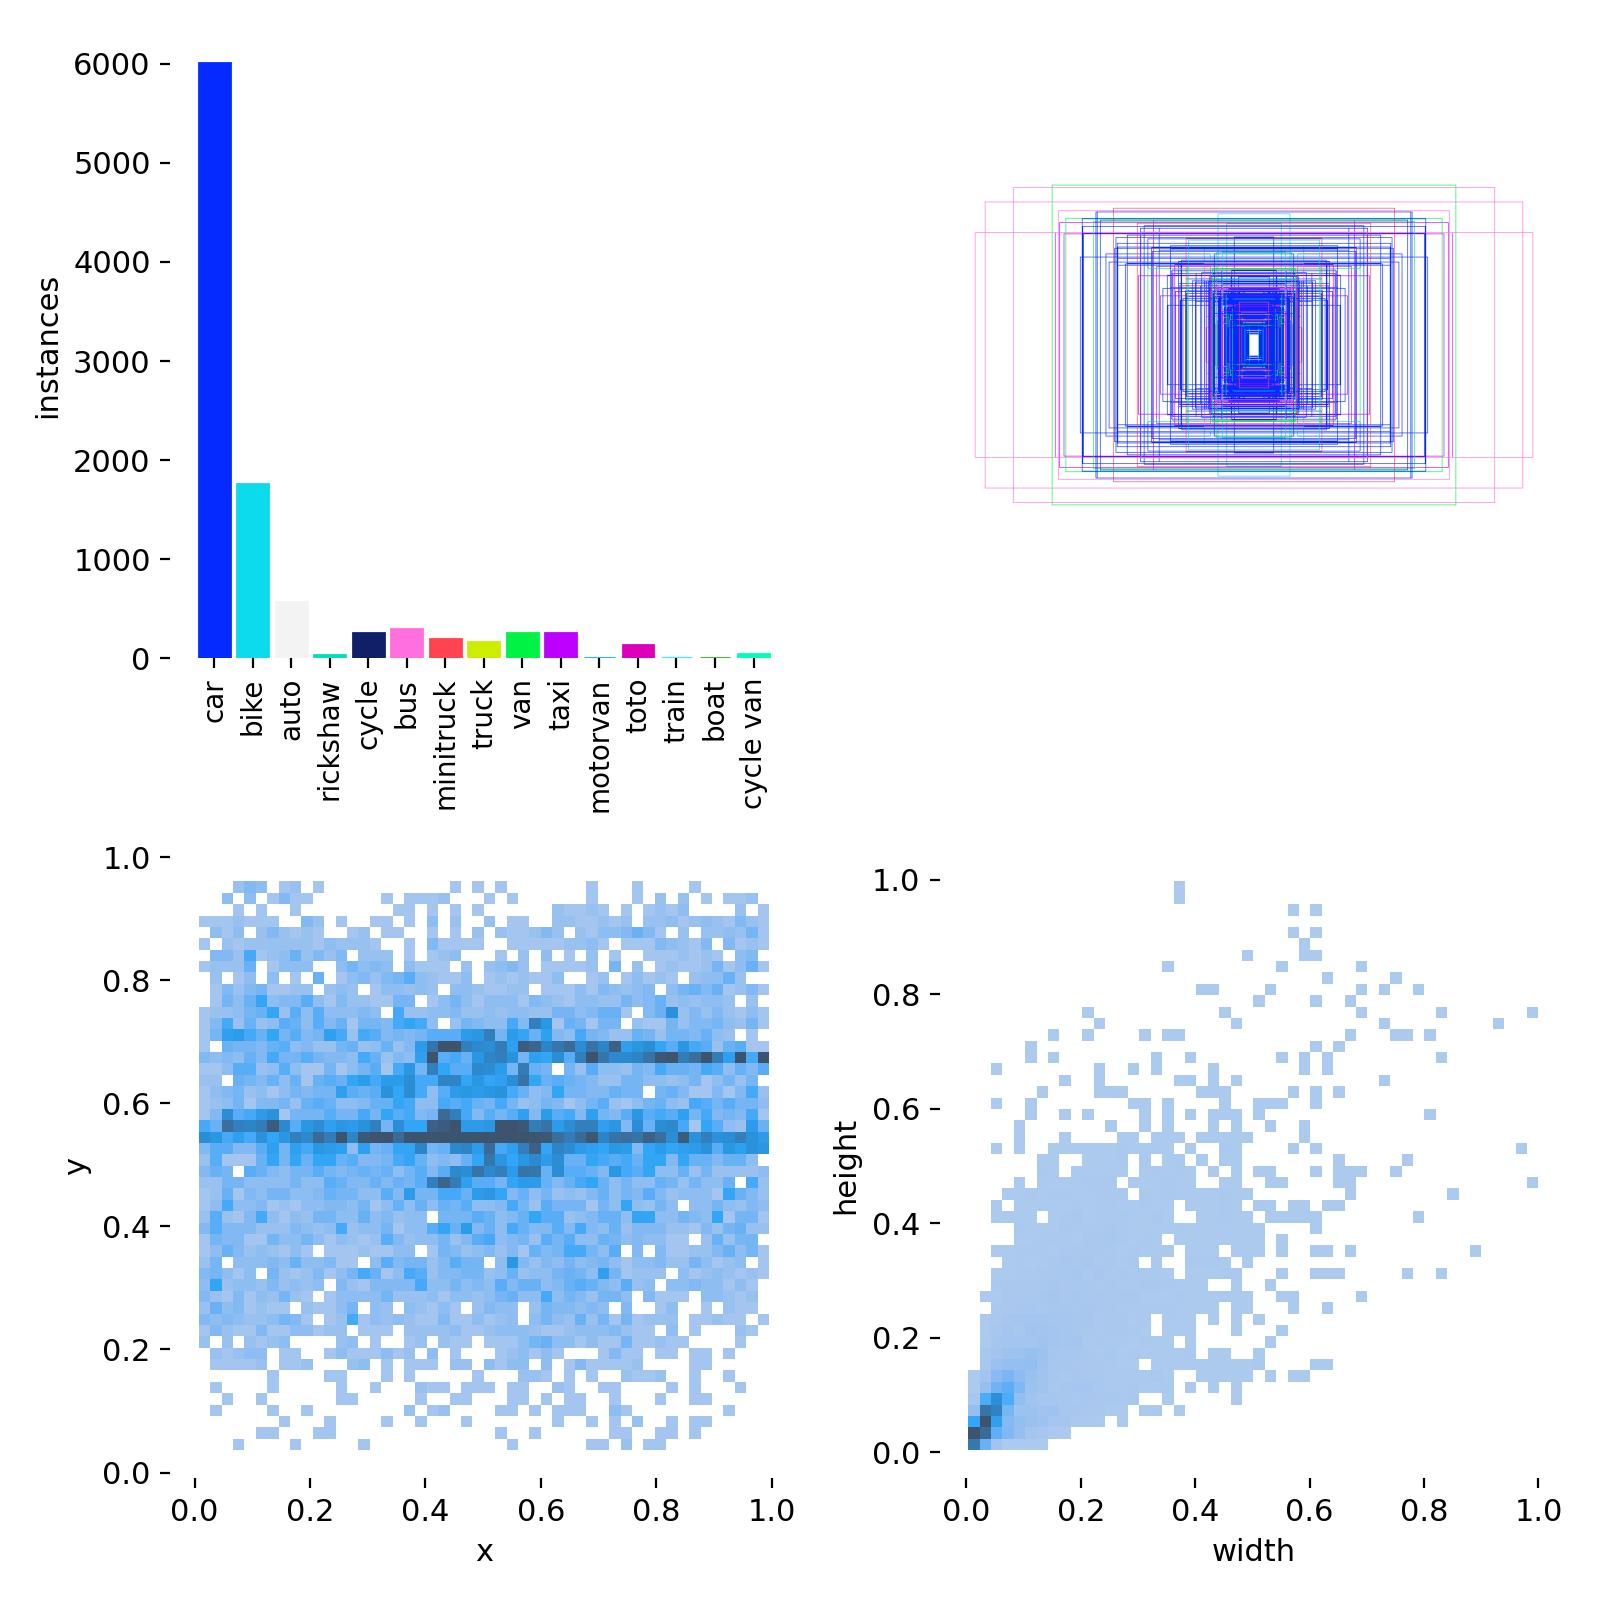 6000
5000
4000
3000
2000
1000
0
instances
car
bike
auto
rickshaw
cycle
bus
minitruck
truck
van
taxi
motorvan
toto
train
boat
cycle van
1.0
0.8
0.6
0.4
0.2
0.0
y
0.0 0.2 0.4 0.6 0.8 1.0
x
1.0
0.8
0.6
0.4
0.2
0.0
height
0.0 0.2 0.4 0.6 0.8 1.0
width